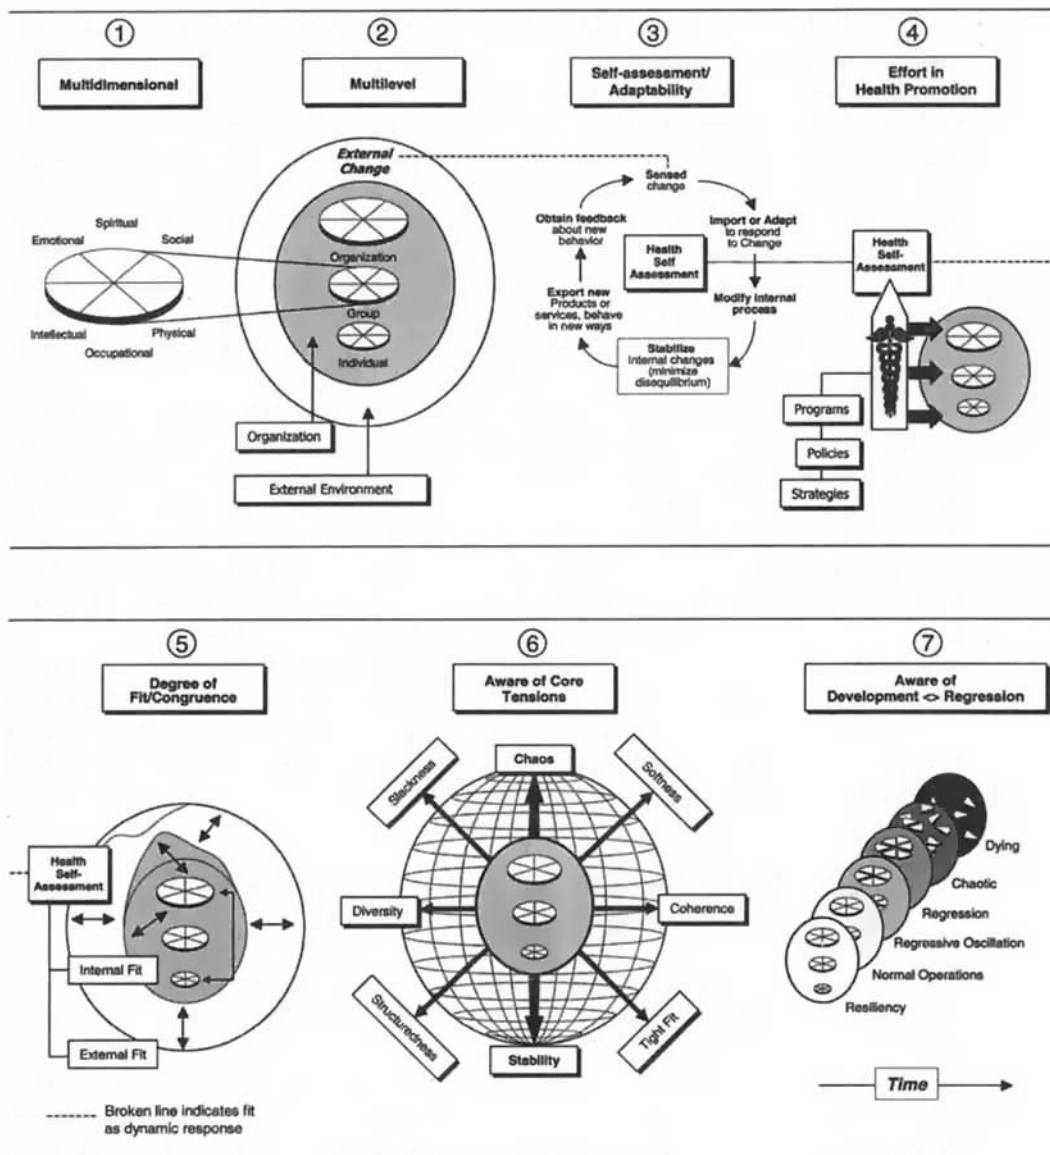 1
Multidimensional
2
Multilevel
3
Self-assessment/
Adaptability
4
Effort in
Health Promotion
Spiritual
Emotional
Social
Intellectual
Physical
Occupational
External
Change
Organization
Group
Individual
Organization
External Environment
Sensed
change
Import or Adapt
to respond
to Change
Modify internal
process
Stabilize
Internal changes
(minimize
disequilibrium)
Export new
Products or
services, behave
in new ways
Obtain feedback
about new
behavior
Health
Self
Assessment
Health
Self-
Assessment
Programs
Policies
Strategies
5
Degree of
Fit/Congruence
6
Aware of Core
Tensions
7
Aware of
Development <> Regression
Health
Self-
Assessment
Internal Fit
External Fit
Broken line indicates fit
as dynamic response
Chaos
Slackness
Softness
Diversity
Coherence
Structuredness
Tight Fit
Stability
Dying
Chaotic
Regression
Regressive Oscillation
Normal Operations
Resiliency
Time